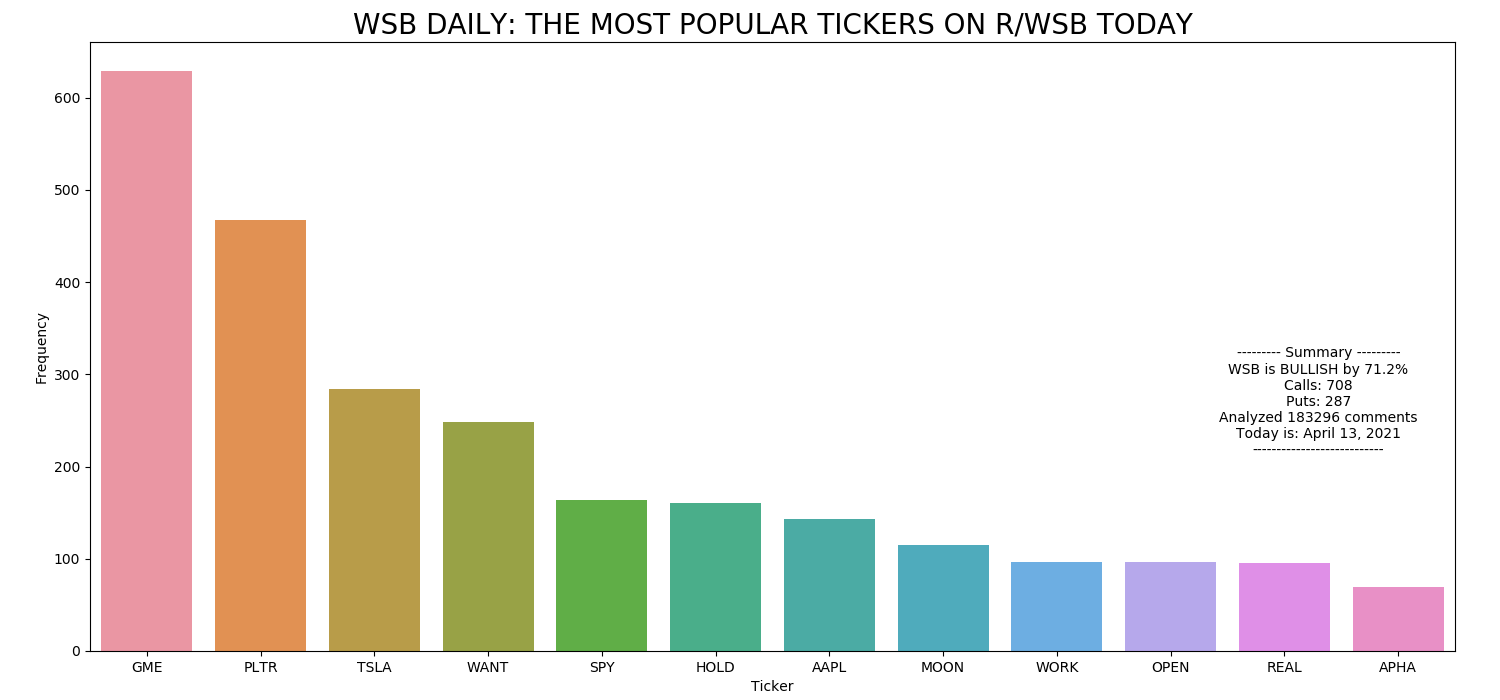 WSB DAILY: THE MOST POPULAR TICKERS ON R/WSB TODAY
600
500
400
300
200
100
0
Frequency
--------- Summary ---------
WSB is BULLISH by 71.2%
Calls: 708
Puts: 287
Analyzed 183296 comments
Today is: April 13, 2021
---------------------------
GME PLTR TSLA WANT SPY HOLD AAPL MOON WORK OPEN REAL APHA
Ticker